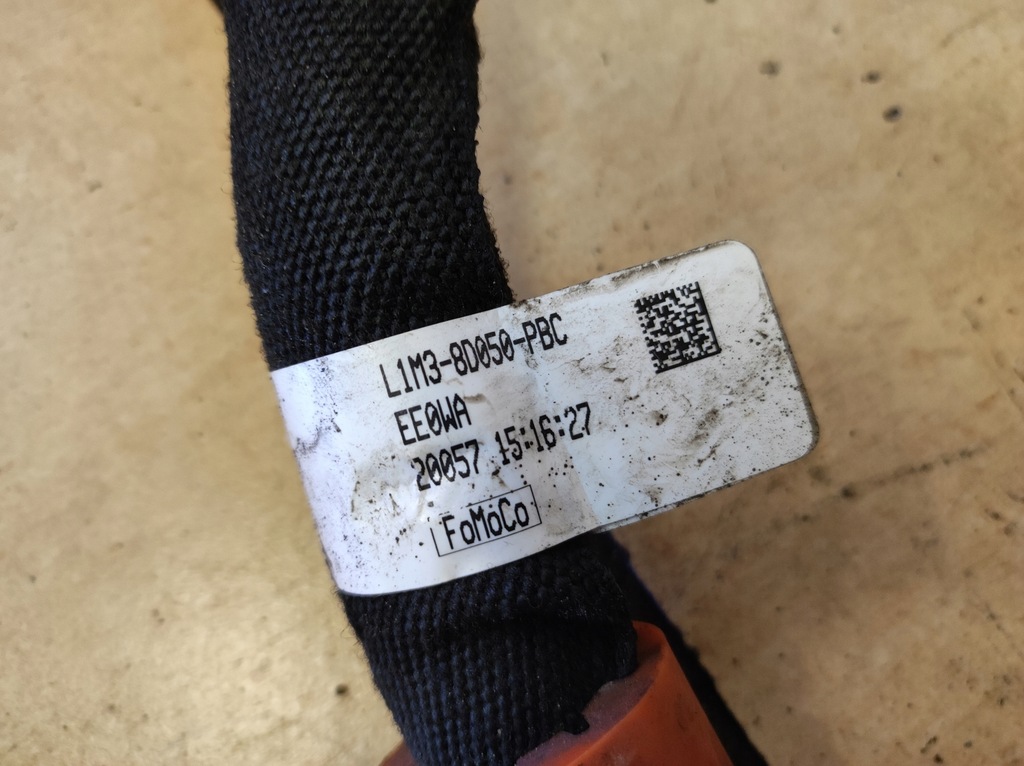 L1M3-8D050-PBC
EE0WA
20057 15:16:27
FoMoCo